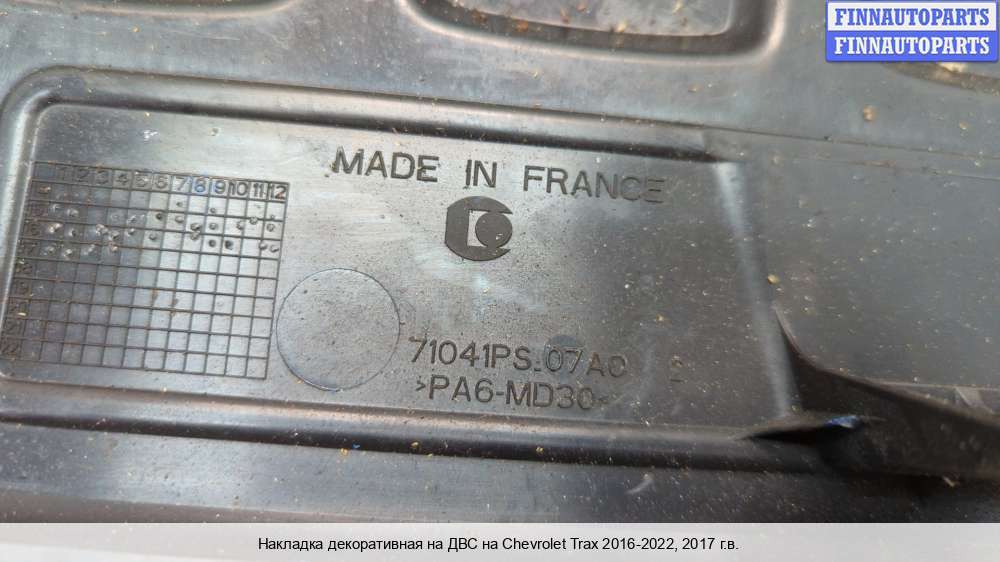 FINNAUTOPARTS
FINNAUTOPARTS
MADE IN FRANCE
1 2 3 4 5 6 7 8 9 10 11 12
71041PS_07A0
>PA6-MD30<
Накладка декоративная на ДВС на Chevrolet Trax 2016-2022, 2017 г.в.